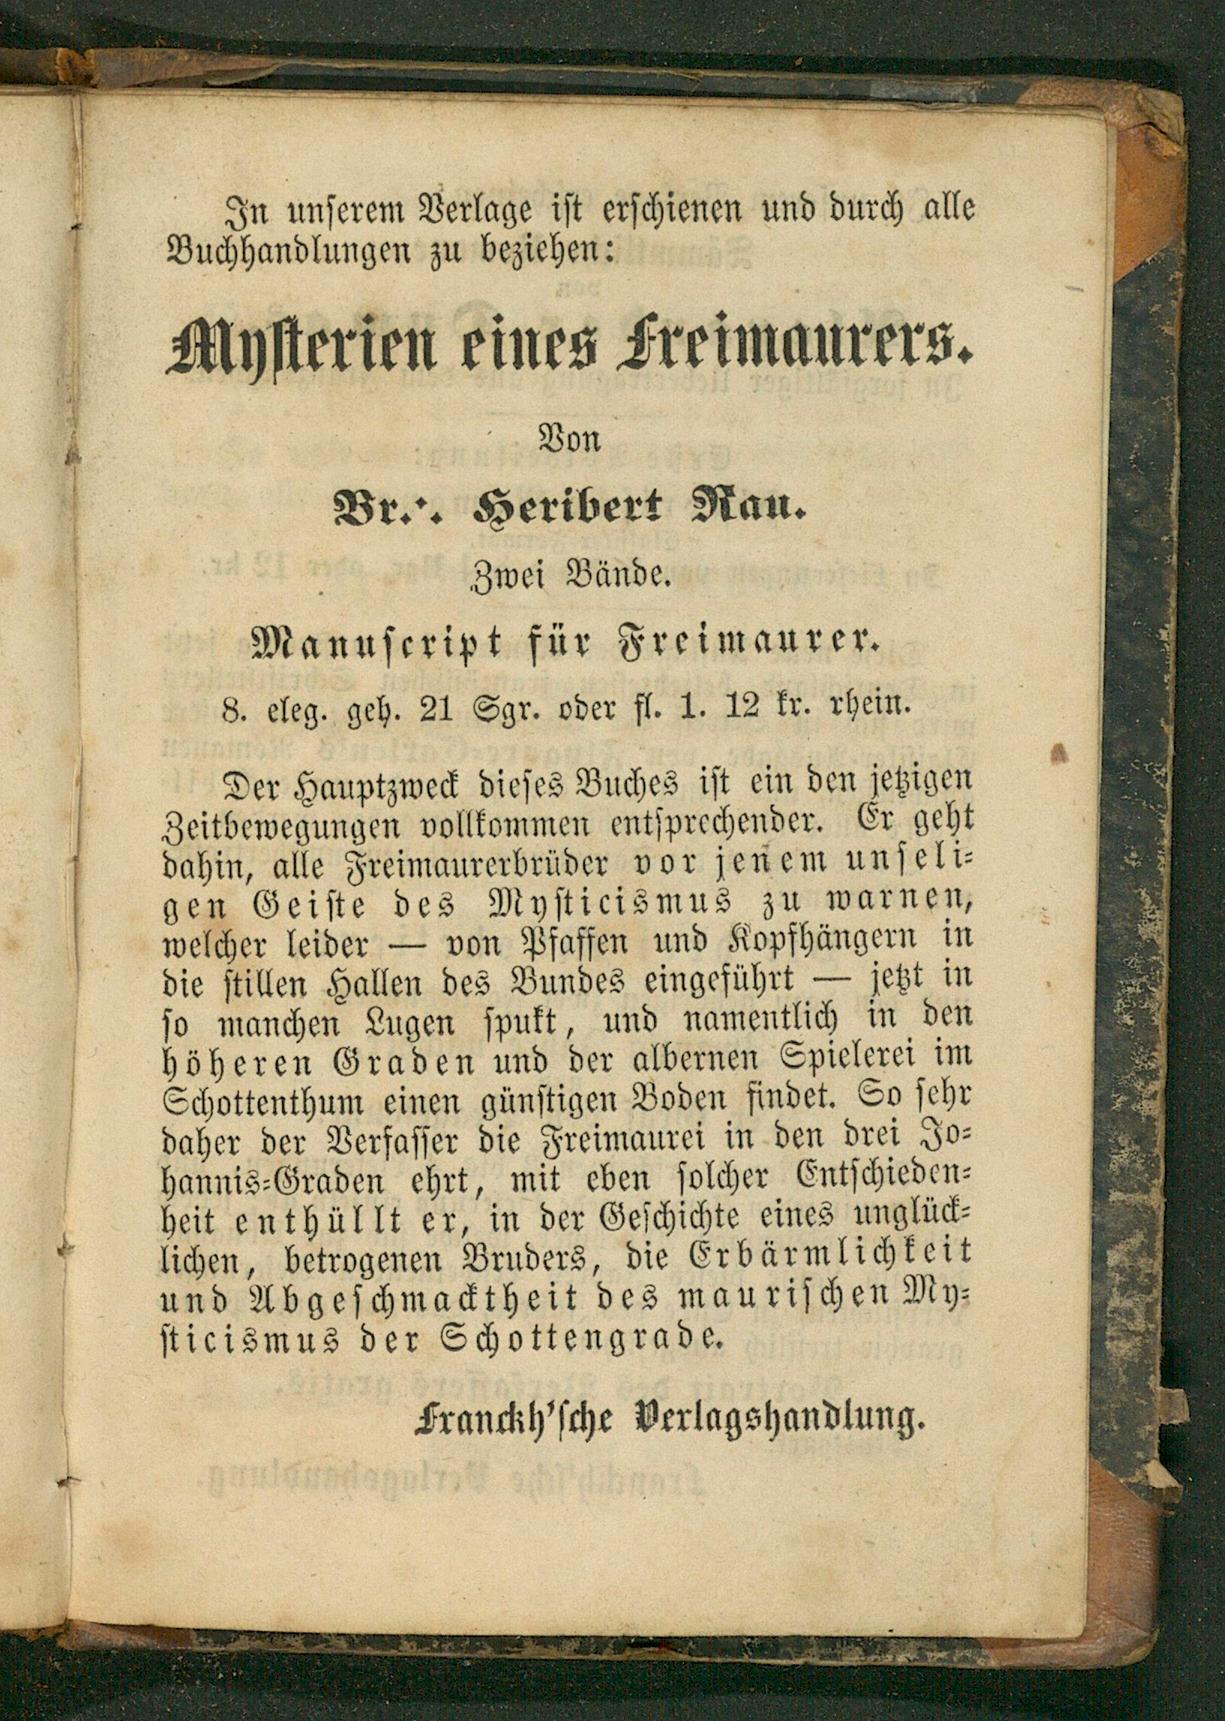 In unserem Verlage ist erschienen und durch alle
Buchhandlungen zu beziehen:
Mysterien eines Freimaurers.
Von
Br.·. Heribert Rau.
Zwei Bände.
Manuscript für Freimaurer.
8. eleg. geh. 21 Sgr. oder fl. 1. 12 kr. rhein.
Der Hauptzweck dieses Buches ist ein den jetzigen
Zeitbewegungen vollkommen entsprechender. Er geht
dahin, alle Freimaurerbrüder vor jenem unseli-
gen Geiste des Mysticismus zu warnen,
welcher leider — von Pfaffen und Kopfhängern in
die stillen Hallen des Bundes eingeführt — jetzt in
so manchen Lugen spukt, und namentlich in den
höheren Graden und der albernen Spielerei im
Schottenthum einen günstigen Boden findet. So sehr
daher der Verfasser die Freimaurei in den drei Jo-
hannis-Graden ehrt, mit eben solcher Entschieden-
heit enthüllt er, in der Geschichte eines unglück-
lichen, betrogenen Bruders, die Erbärmlichkeit
und Abgeschmacktheit des maurischen My-
sticismus der Schottengrade.
Franckh'sche Verlagshandlung.